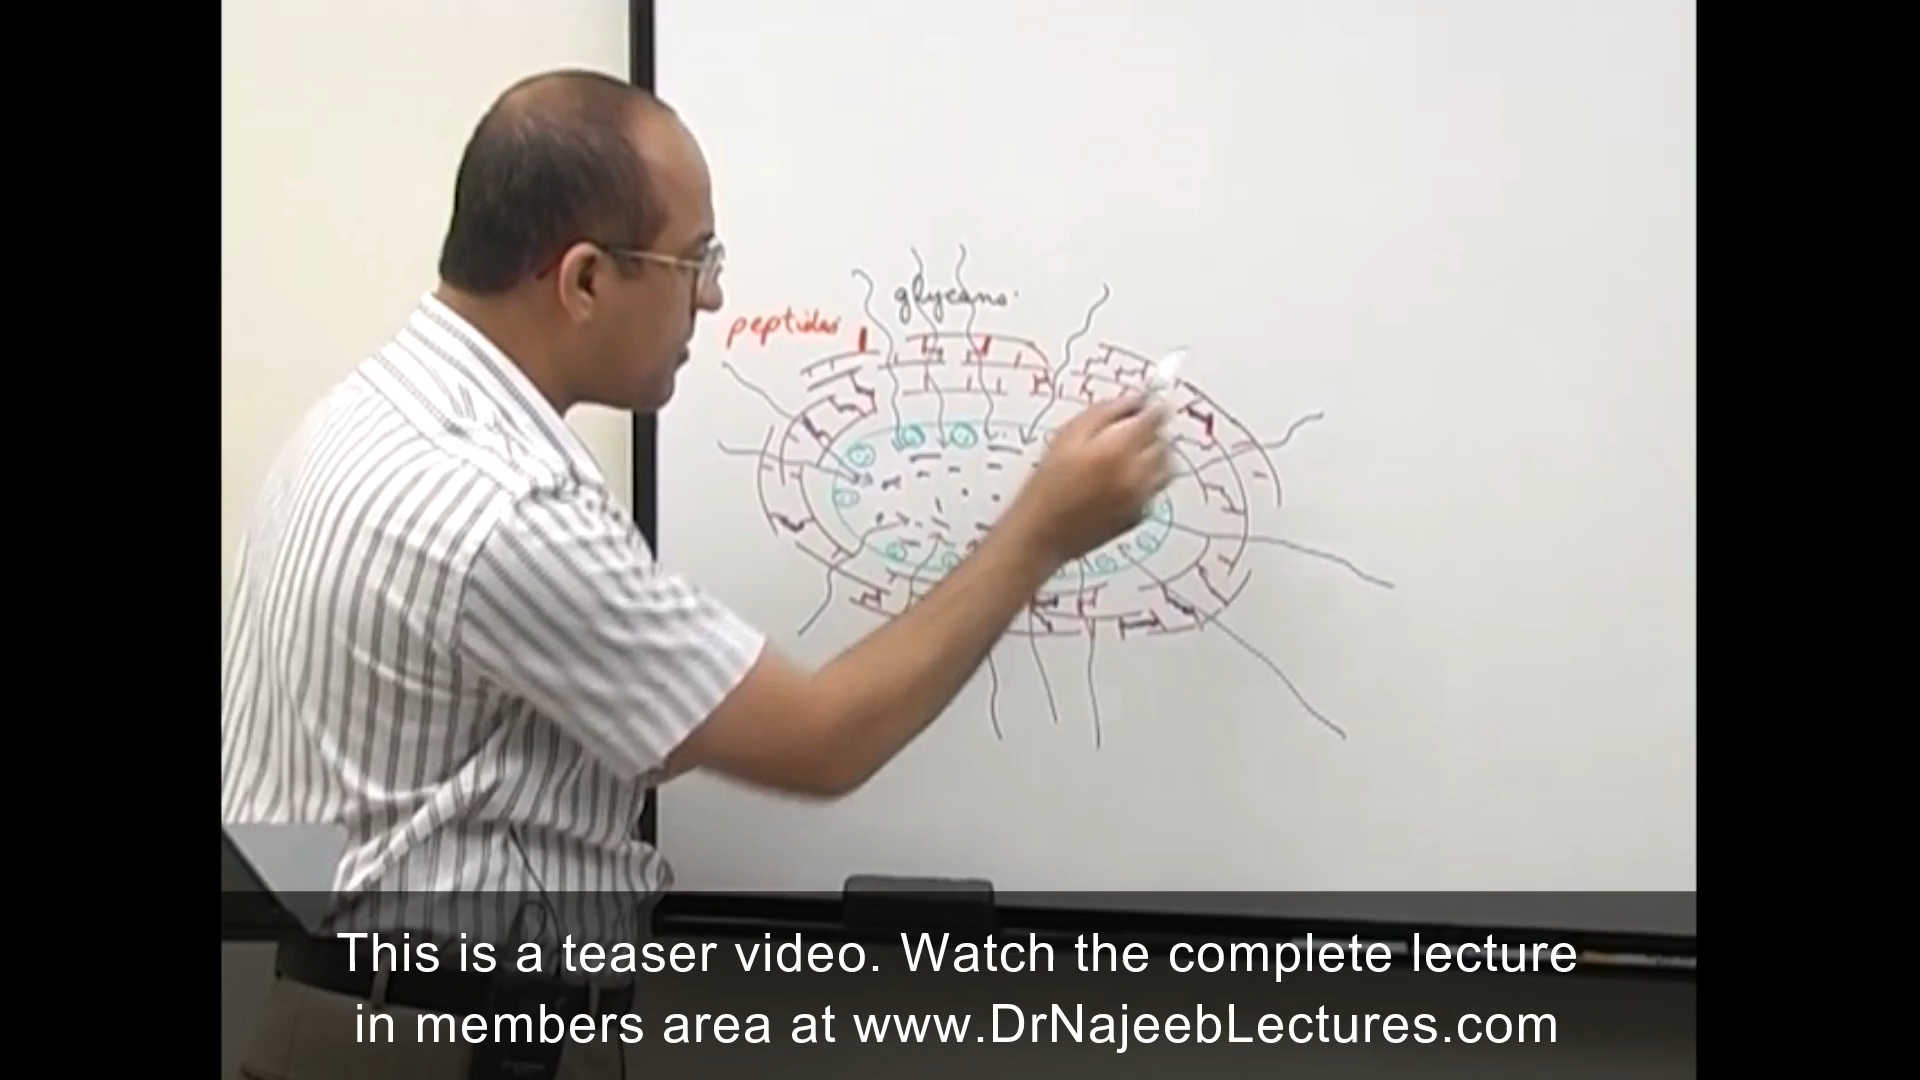 glycans.
peptides
This is a teaser video. Watch the complete lecture
in members area at www.DrNajeebLectures.com